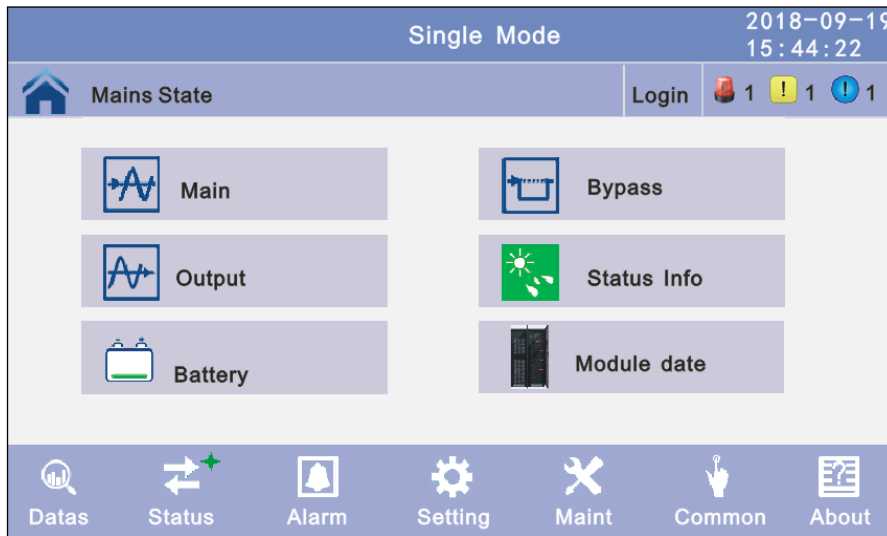 Single Mode
2018-09-19
15:44:22
Mains State
Login
1
! 1
! 1
Main
Bypass
Output
Status Info
Battery
Module date
Datas
Status
Alarm
Setting
Maint
Common
About